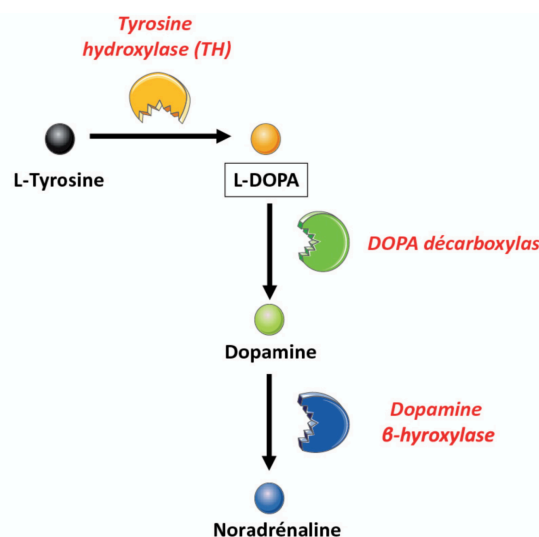 Tyrosine
hydroxylase (TH)
L-Tyrosine
L-DOPA
DOPA décarboxylas
Dopamine
Dopamine
β-hyroxylase
Noradrénaline